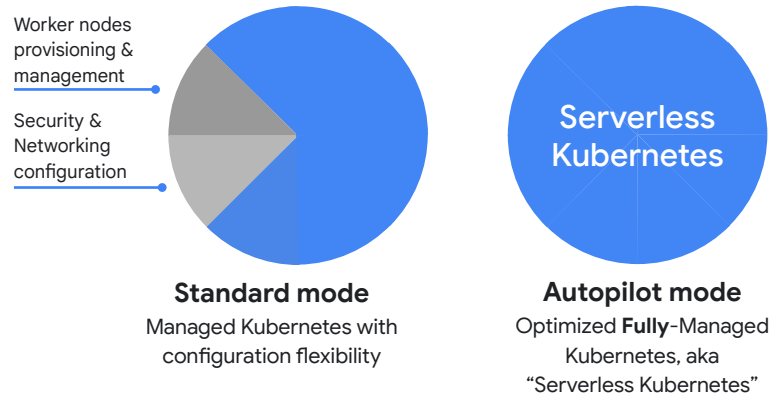 Worker nodes
provisioning &
management
Security &
Networking
configuration
Standard mode
Managed Kubernetes with
configuration flexibility
Serverless
Kubernetes
Autopilot mode
Optimized Fully-Managed
Kubernetes, aka
“Serverless Kubernetes”